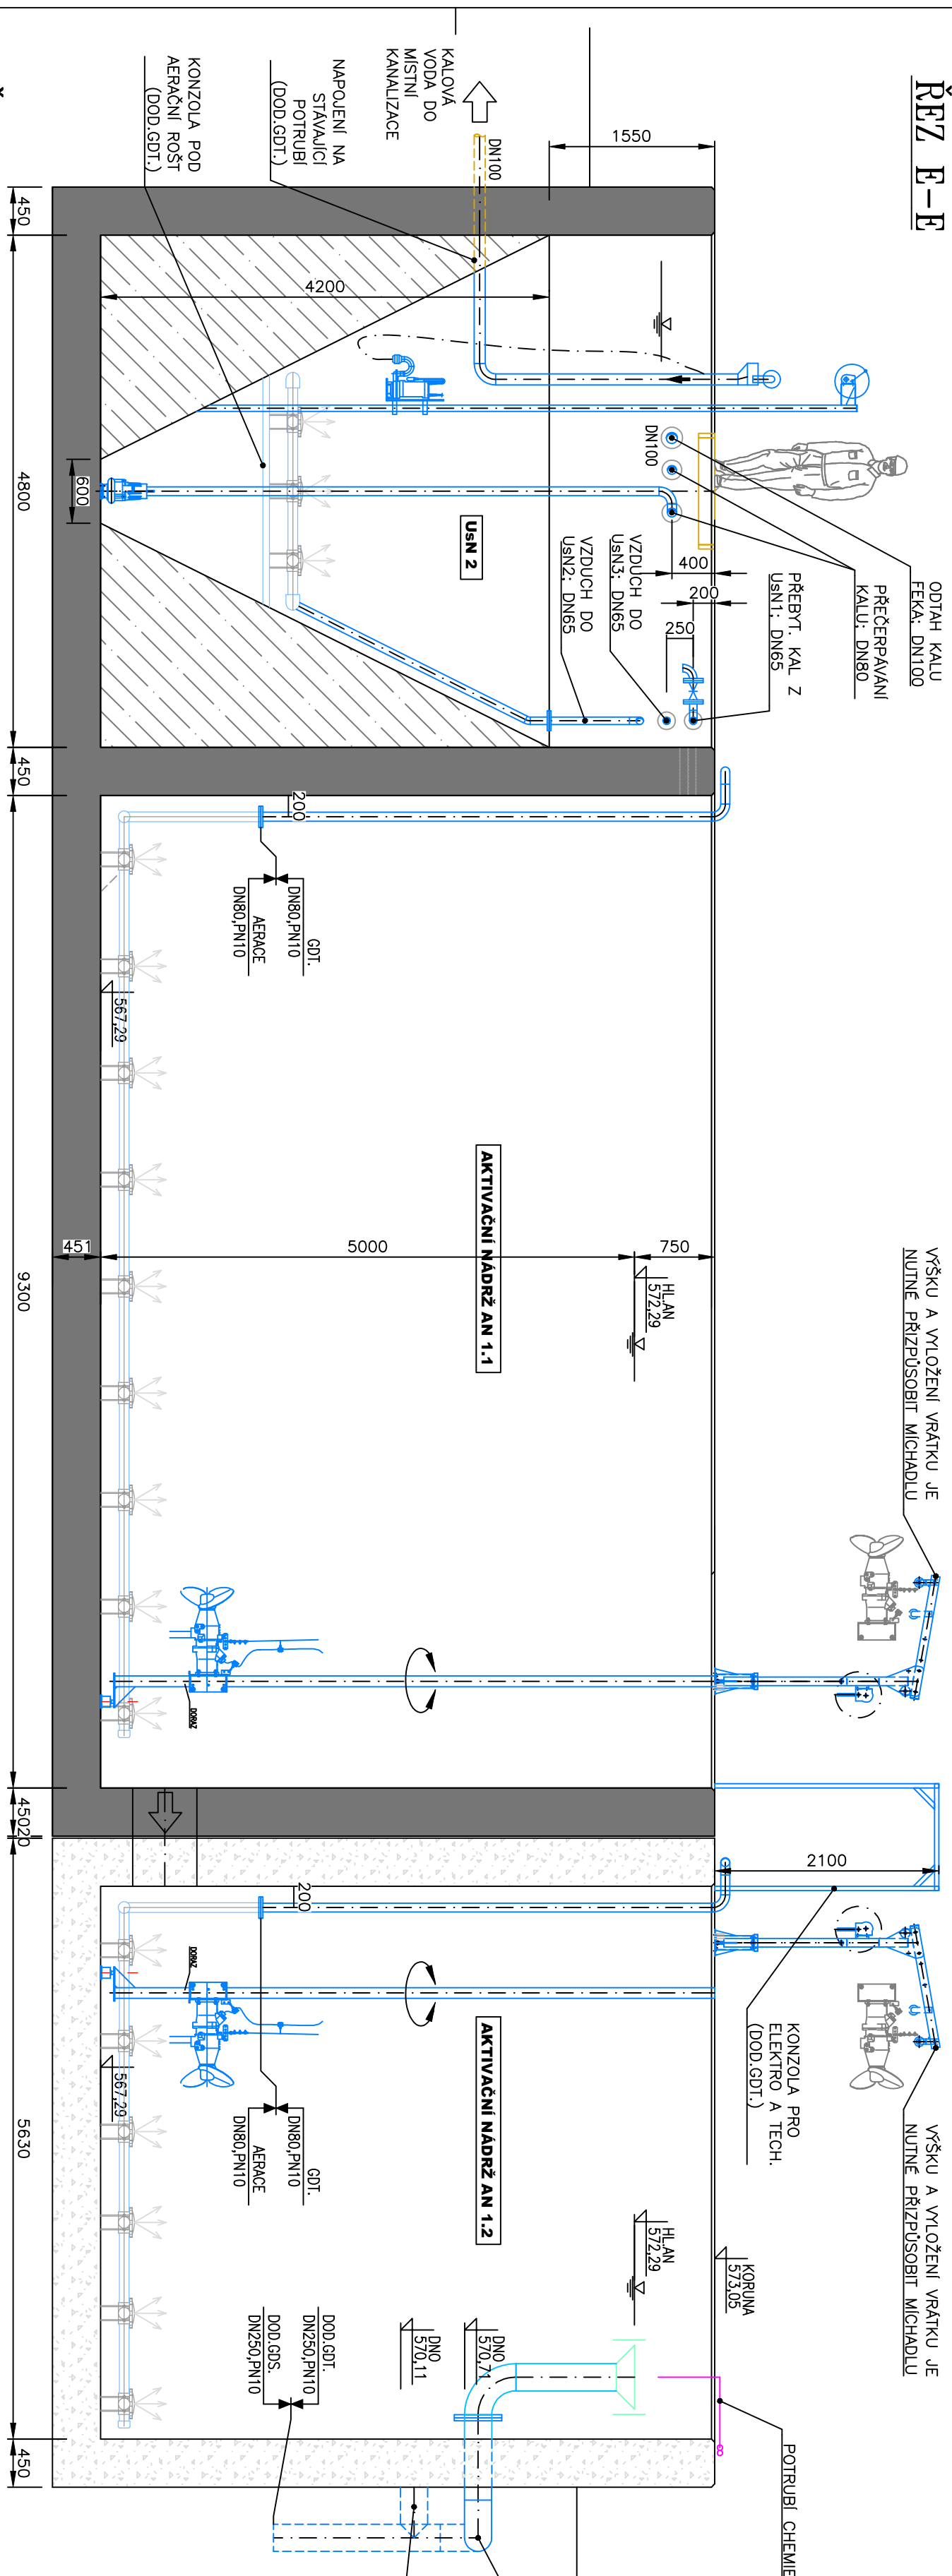 ŘEZ E-E
ODTAH KALU
FEKA: DN100
PŘEČERPÁVÁNÍ
KALU: DN80
PŘEBYT. KAL Z
UsN1: DN65
VZDUCH DO
UsN3: DN65
VZDUCH DO
UsN2: DN65
KALOVÁ
VODA DO
MÍSTNÍ
KANALIZACE
NAPOJENÍ NA
STÁVAJÍCÍ
POTRUBÍ
(DOD.GDT.)
KONZOLA POD
AERAČNÍ ROŠT
(DOD.GDT.)
DN100
1550
4200
DN100
600
UsN 2
400
200
250
200
GDT.
DN80,PN10
AERACE
DN80,PN10
567,29
AKTIVAČNÍ NÁDRŽ AN 1.1
451
5000
750
HL.AN
572,29
VÝŠKU A VYLOŽENÍ VRÁTKU JE
NUTNÉ PŘIZPŮSOBIT MÍCHADLU
DORAZ
2100
200
DORAZ
KONZOLA PRO
ELEKTRO A TECH.
(DOD.GDT.)
VÝŠKU A VYLOŽENÍ VRÁTKU JE
NUTNÉ PŘIZPŮSOBIT MÍCHADLU
AKTIVAČNÍ NÁDRŽ AN 1.2
GDT.
DN80,PN10
AERACE
DN80,PN10
567,29
HL.AN
572,29
KORUNA
573,05
DNO
570,71
DNO
570,11
DOD.GDT.
DN250,PN10
DOD.GDS.
DN250,PN10
POTRUBÍ CHEMIE
450
4800
450
9300
450
20
5630
450